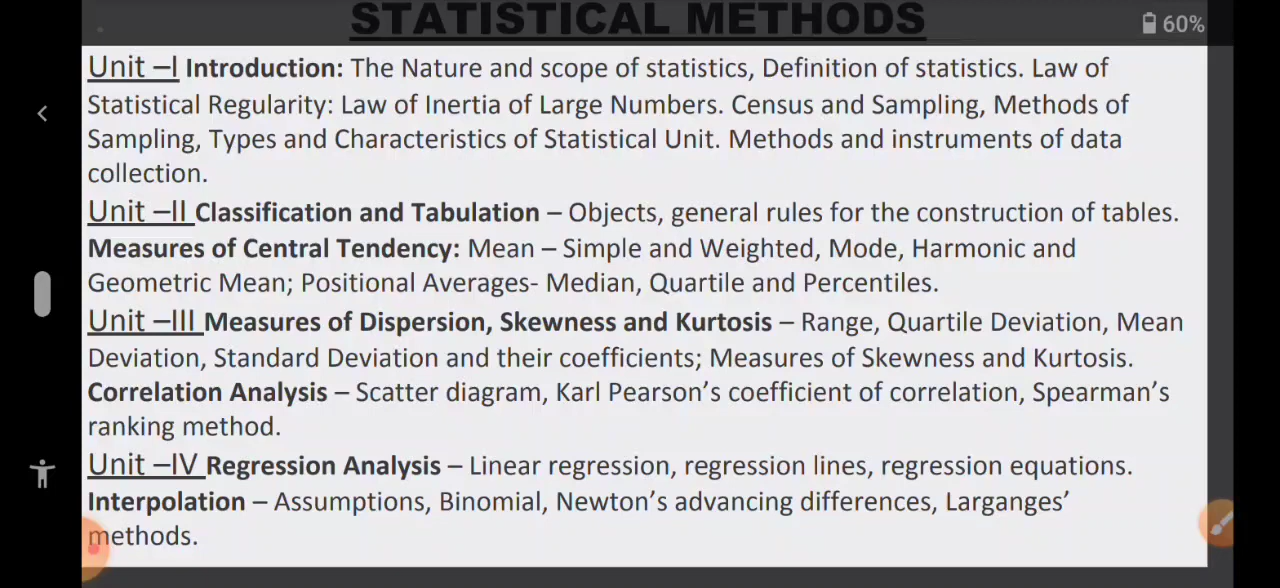 STATISTICAL METHODS
60%
Unit –I Introduction: The Nature and scope of statistics, Definition of statistics. Law of
Statistical Regularity: Law of Inertia of Large Numbers. Census and Sampling, Methods of
Sampling, Types and Characteristics of Statistical Unit. Methods and instruments of data
collection.
Unit –II Classification and Tabulation – Objects, general rules for the construction of tables.
Measures of Central Tendency: Mean – Simple and Weighted, Mode, Harmonic and
Geometric Mean; Positional Averages- Median, Quartile and Percentiles.
Unit –III Measures of Dispersion, Skewness and Kurtosis – Range, Quartile Deviation, Mean
Deviation, Standard Deviation and their coefficients; Measures of Skewness and Kurtosis.
Correlation Analysis – Scatter diagram, Karl Pearson’s coefficient of correlation, Spearman’s
ranking method.
Unit –IV Regression Analysis – Linear regression, regression lines, regression equations.
Interpolation – Assumptions, Binomial, Newton’s advancing differences, Larganges’
methods.